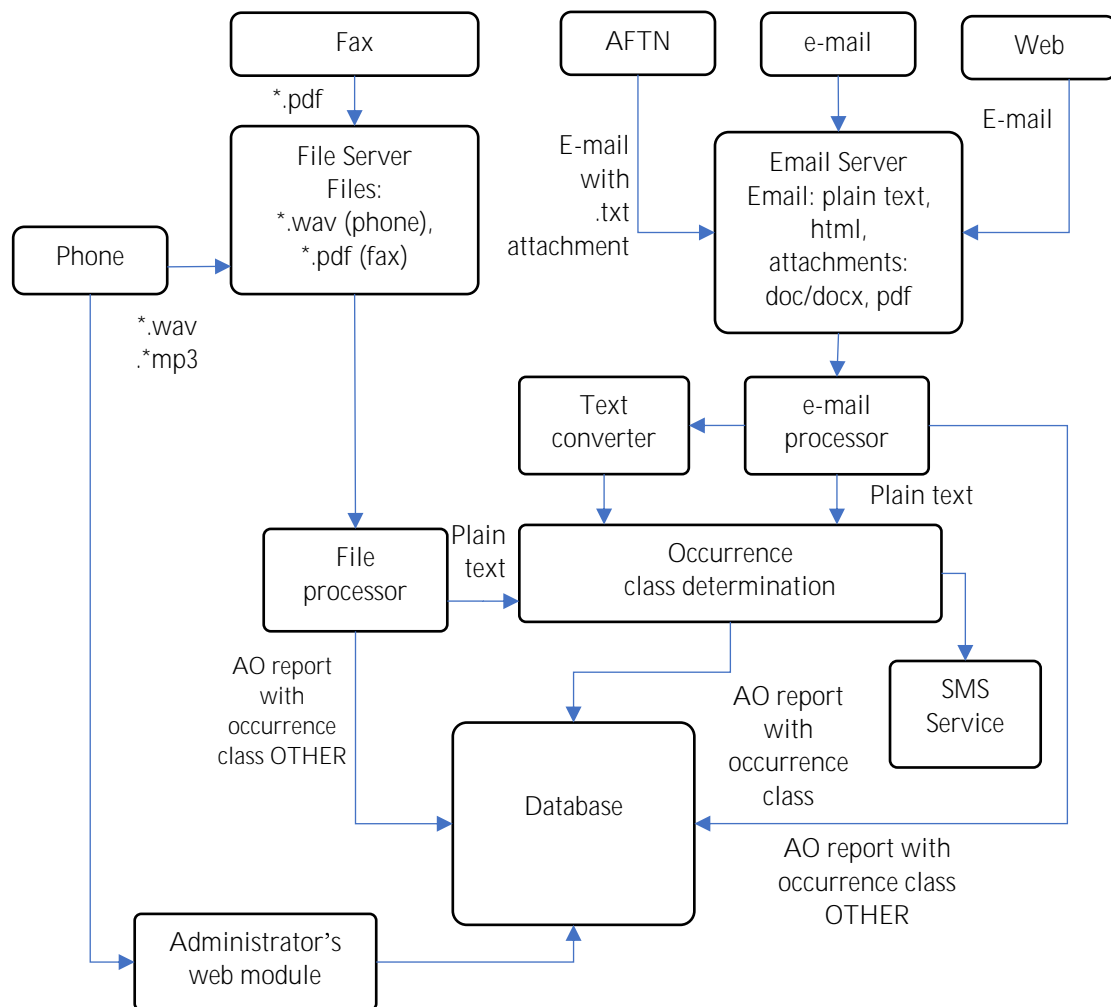 Fax
AFTN
e-mail
Web
*.pdf
E-mail
File Server
Files:
*.wav (phone),
*.pdf (fax)
E-mail
with
.txt
attachment
Email Server
Email: plain text,
html,
attachments:
doc/docx, pdf
Phone
*.wav
.*mp3
Text
converter
e-mail
processor
Plain text
File
processor
Plain
text
Occurrence
class determination
AO report
with
occurrence
class OTHER
AO report
with
occurrence
class
SMS
Service
Database
AO report with
occurrence class
OTHER
Administrator’s
web module